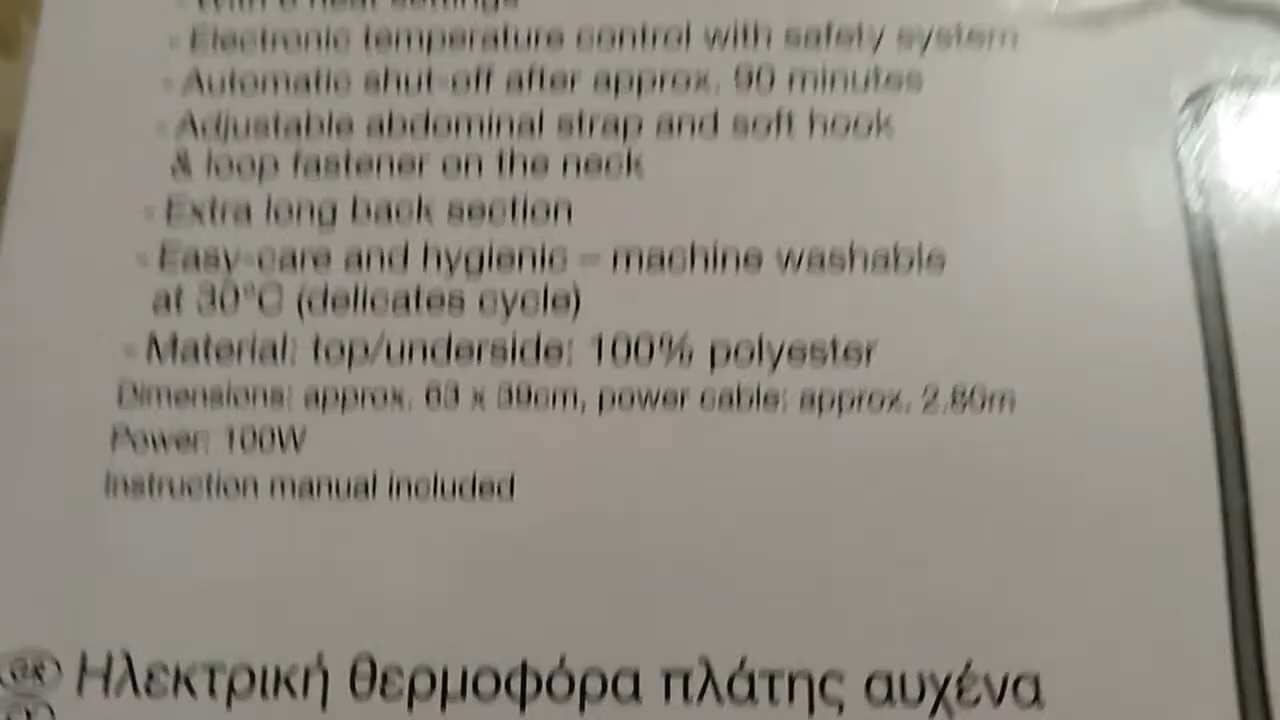 - Electronic temperature control with safety system
- Automatic shut-off after approx. 90 minutes
- Adjustable abdominal strap and soft hook
& loop fastener on the neck
- Extra long back section
- Easy-care and hygienic – machine washable
at 30°C (delicates cycle)
- Material: top/underside: 100% polyester
Dimensions: approx. 63 x 39cm, power cable: approx. 2.80m
Power: 100W
Instruction manual included
GR Ηλεκτρική θερμοφόρα πλάτης αυχένα